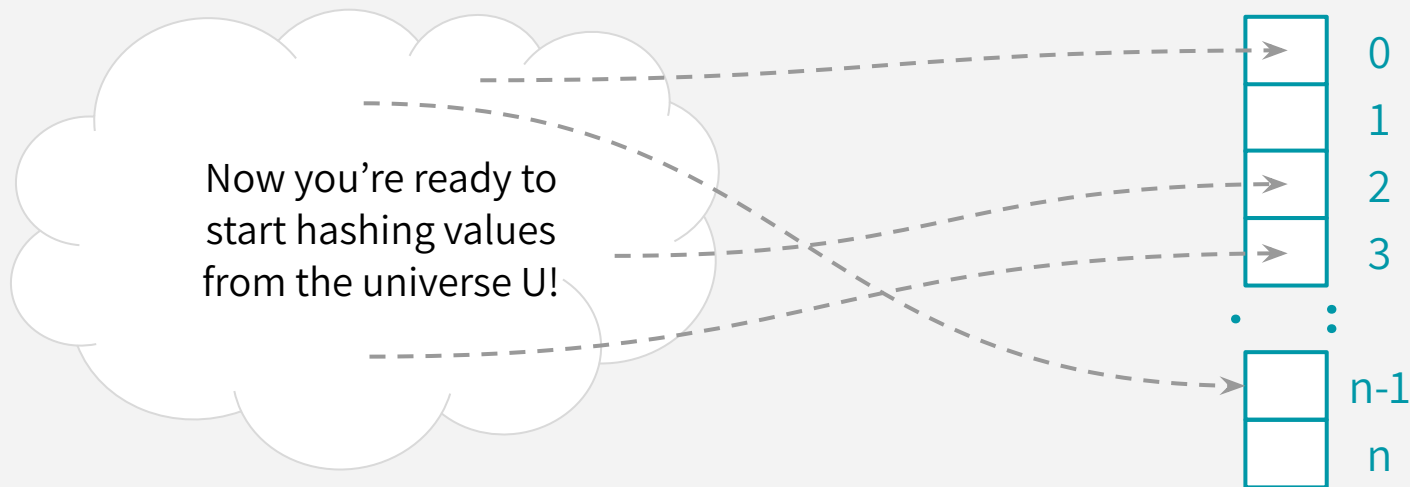 Now you’re ready to
start hashing values
from the universe U!
0
1
2
3
n-1
n